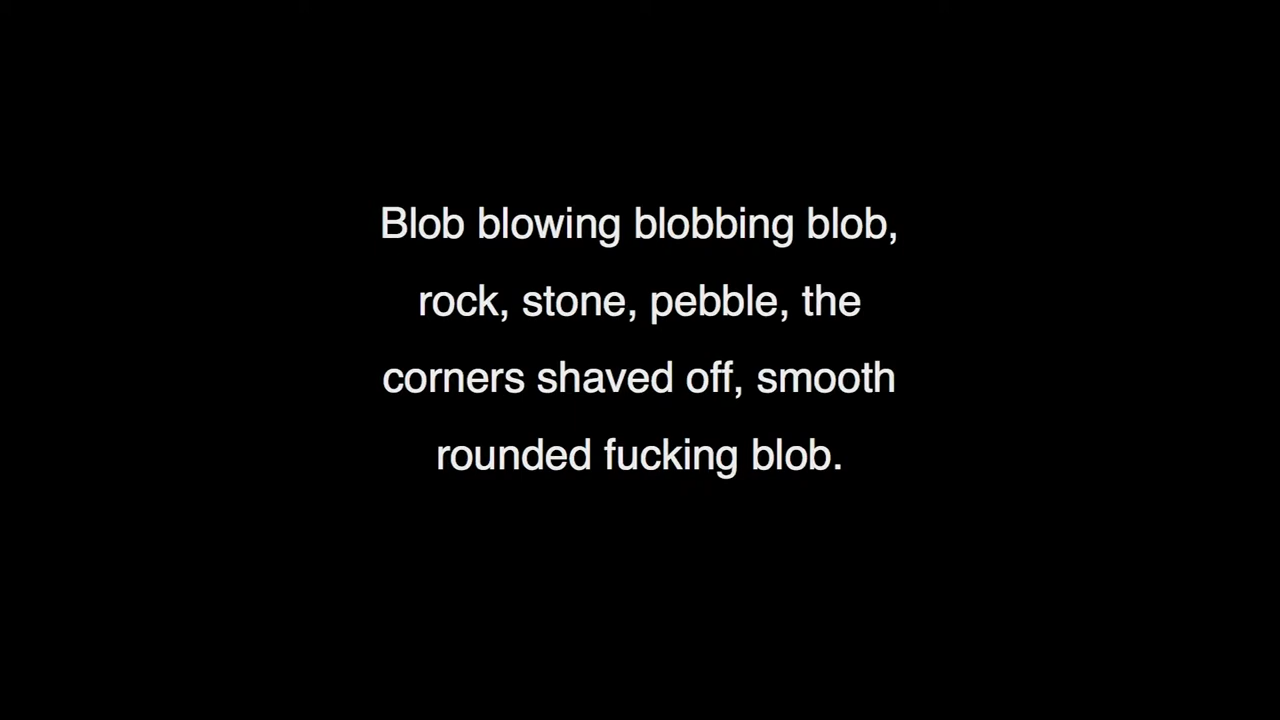 Blob blowing blobbing blob,
rock, stone, pebble, the
corners shaved off, smooth
rounded fucking blob.